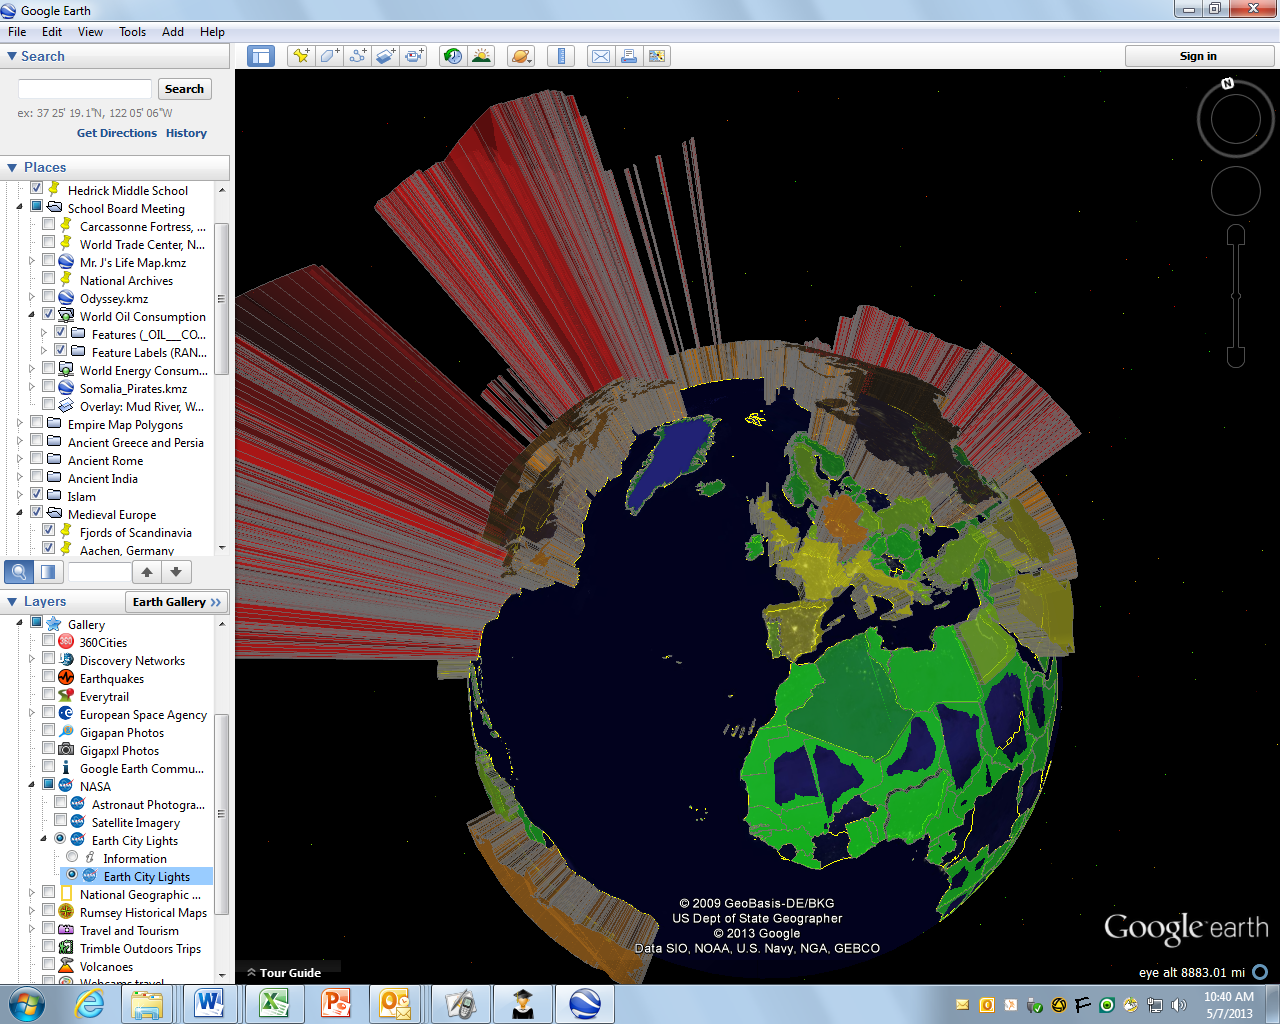 Google Earth
File Edit View Tools Add Help
Search
Search
ex: 37 25' 19.1"N, 122 05' 06"W
Get Directions History
Places
Hedrick Middle School
School Board Meeting
Carcassonne Fortress, ...
World Trade Center, N...
Mr. J's Life Map.kmz
National Archives
Odyssey.kmz
World Oil Consumption
Features (_OIL__CO...
Feature Labels (RAN...
World Energy Consum...
Somalia_Pirates.kmz
Overlay: Mud River, W...
Empire Map Polygons
Ancient Greece and Persia
Ancient Rome
Ancient India
Islam
Medieval Europe
Fjords of Scandinavia
Aachen, Germany
Layers
Earth Gallery »
Gallery
360Cities
Discovery Networks
Earthquakes
Everytrail
European Space Agency
Gigapan Photos
Gigapxl Photos
Google Earth Commu...
NASA
Astronaut Photogra...
Satellite Imagery
Earth City Lights
Information
Earth City Lights
National Geographic ...
Rumsey Historical Maps
Travel and Tourism
Trimble Outdoors Trips
Volcanoes
Webcams.travel
Sign in
N
© 2009 GeoBasis-DE/BKG
US Dept of State Geographer
© 2013 Google
Data SIO, NOAA, U.S. Navy, NGA, GEBCO
Google earth
Tour Guide
eye alt 8883.01 mi
10:40 AM
5/7/2013